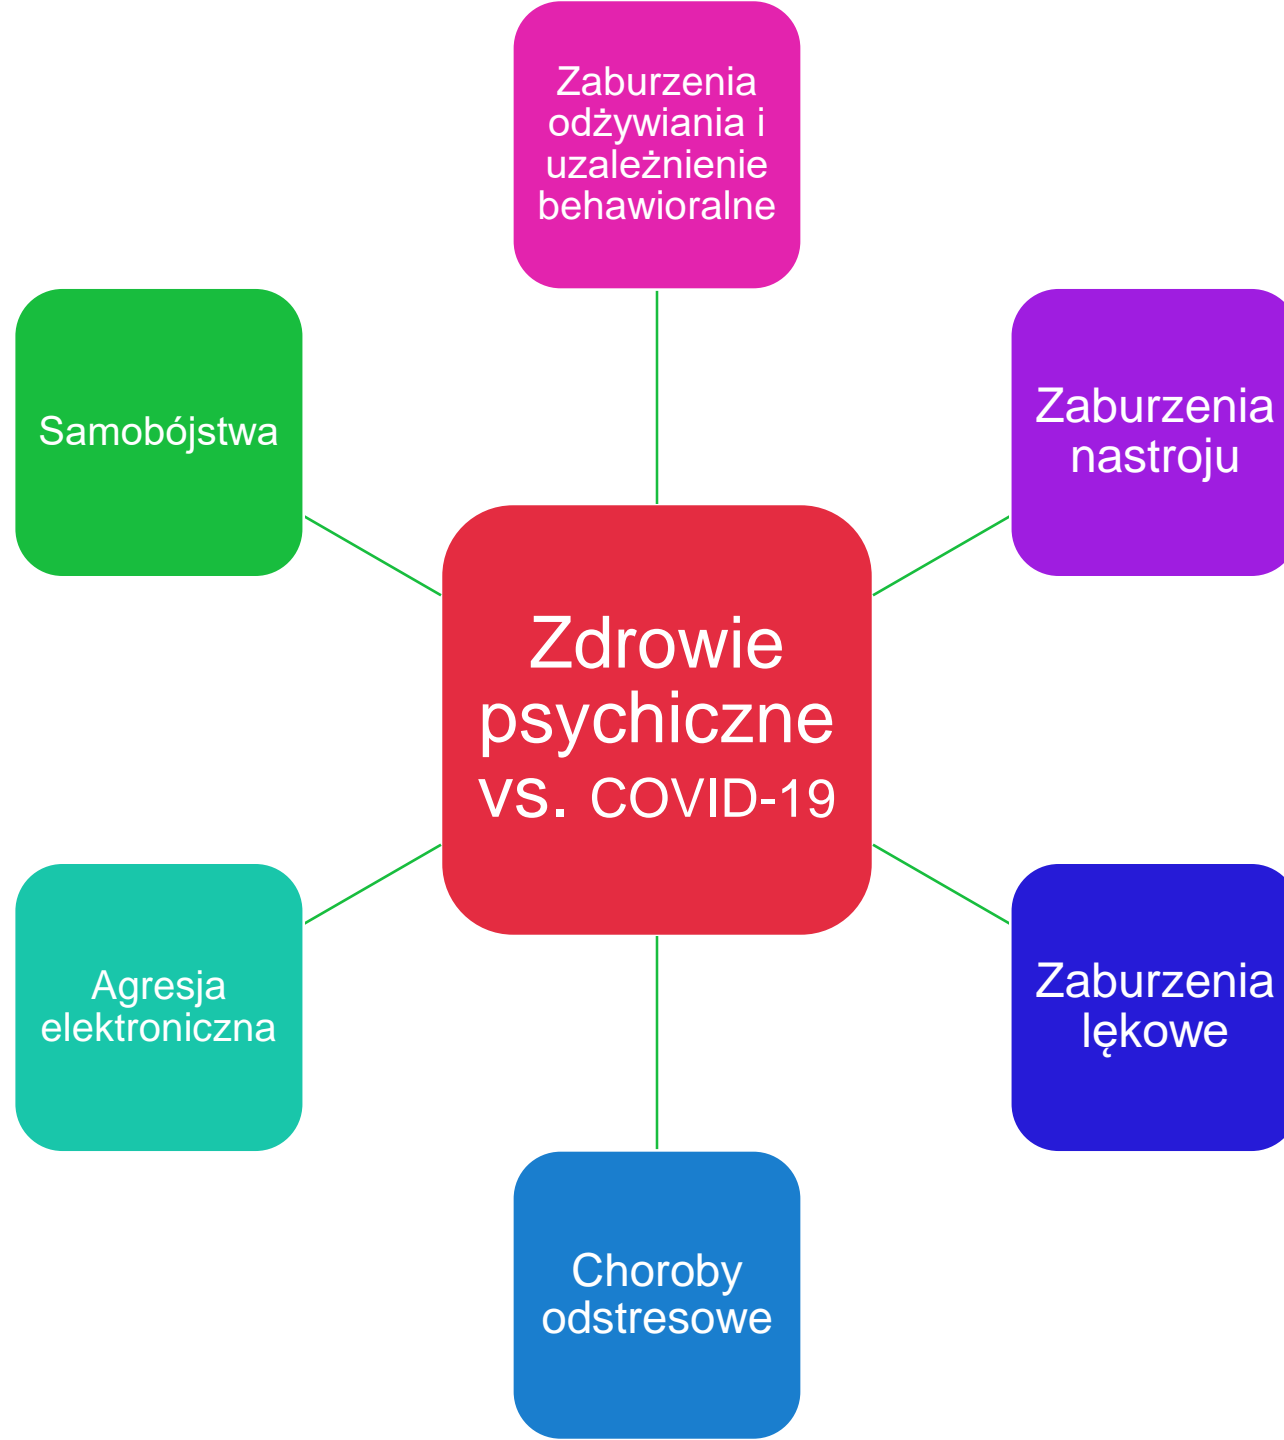 Zaburzenia
odżywiania i
uzależnienie
behawioralne
Samobójstwa
Zaburzenia
nastroju
Zdrowie
psychiczne
vs. COVID-19
Agresja
elektroniczna
Zaburzenia
lękowe
Choroby
odstresowe